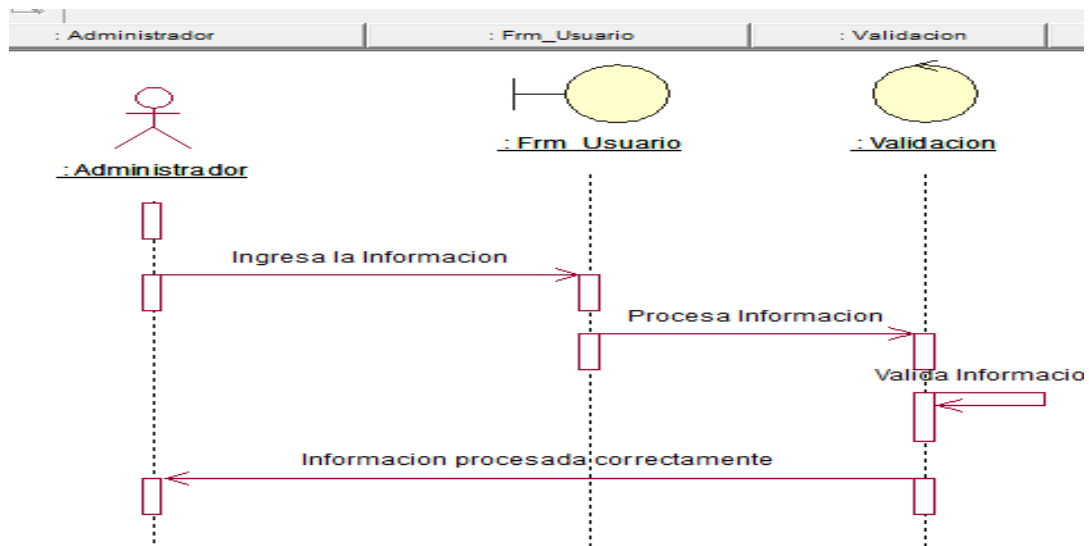 : Administrador : Frm_Usuario : Validacion
: Frm_Usuario : Validacion
: Administrador
Ingresa la Informacion
Procesa Informacion
Valida Informacio
Informacion procesada correctamente